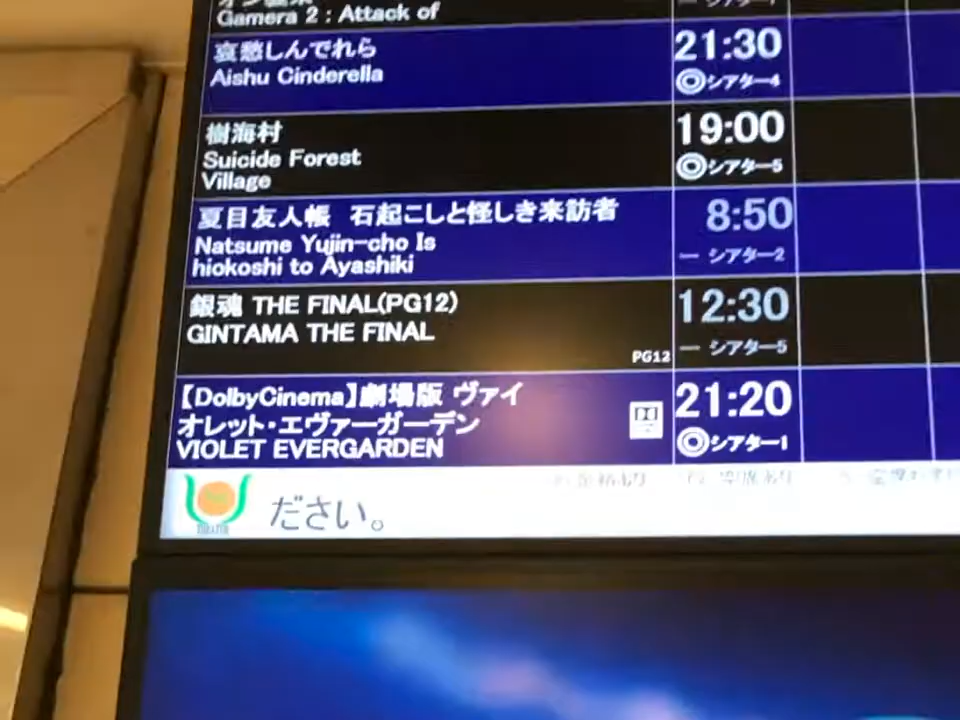 Gamera 2 : Attack of
哀愁しんでれら
Aishu Cinderella
21:30
◎シアター4
樹海村
Suicide Forest
Village
19:00
◎シアター5
夏目友人帳 石起こしと怪しき来訪者
Natsume Yujin-cho Is
hiokoshi to Ayashiki
8:50
― シアター2
銀魂 THE FINAL(PG12)
GINTAMA THE FINAL
PG12
12:30
― シアター5
【DolbyCinema】劇場版 ヴァイ
オレット・エヴァーガーデン
VIOLET EVERGARDEN
21:20
◎シアター1
ださい。